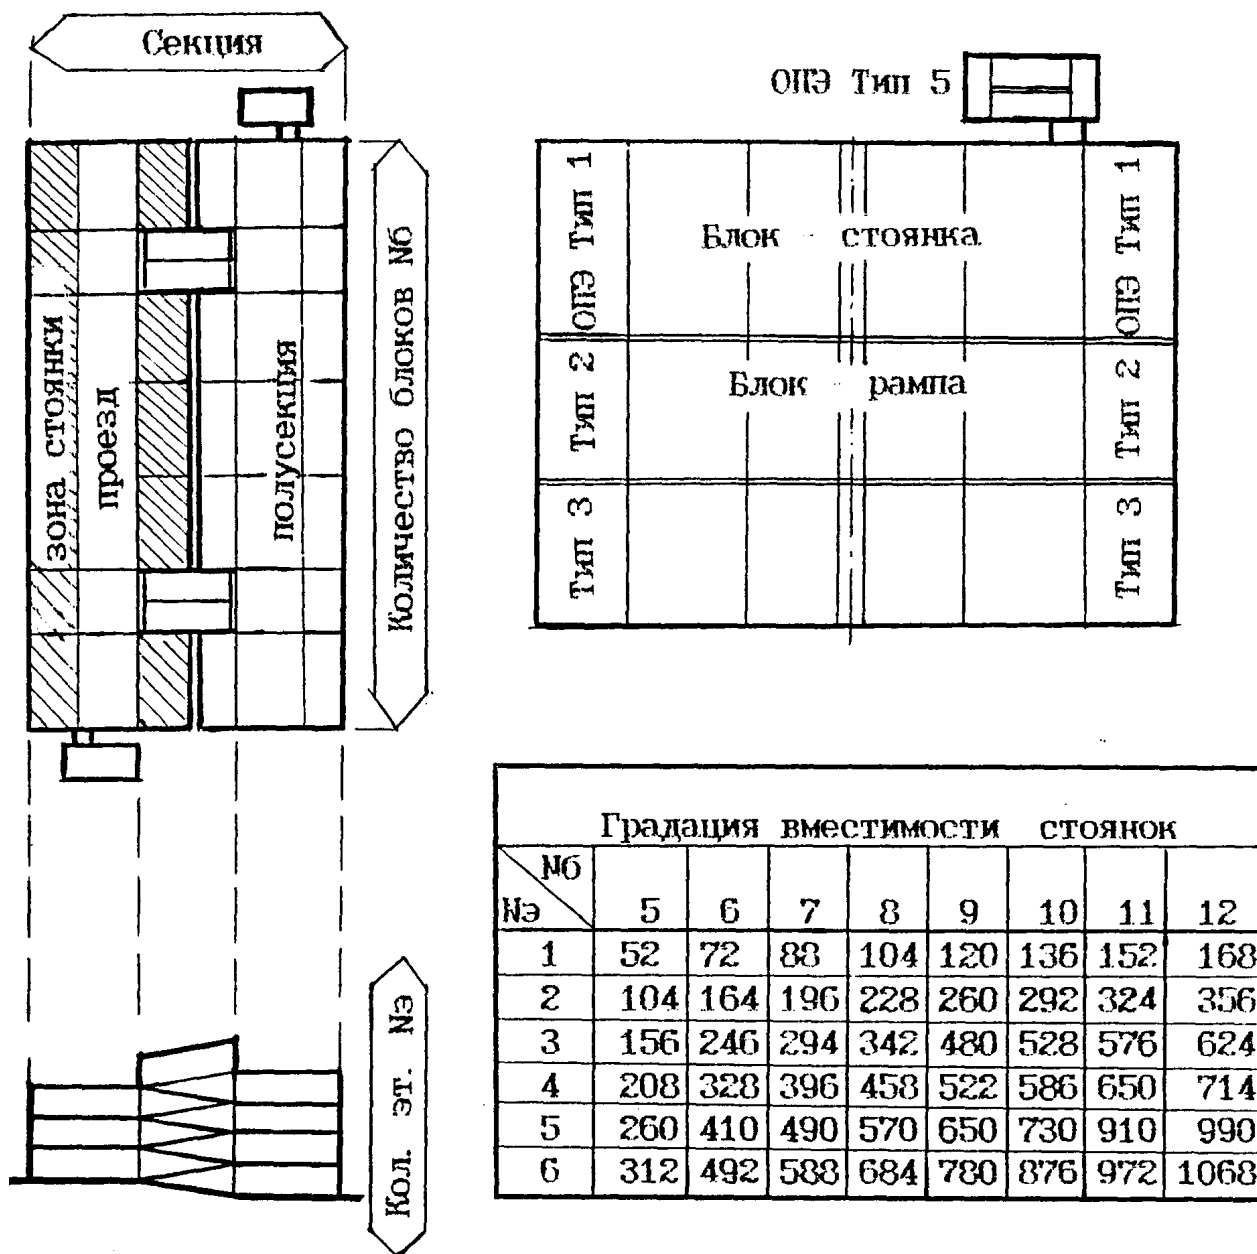 Секция
зона стоянки
проезд
полусекция
Количество блоков Nб
Кол. эт. Nэ
ОПЭ Тип 5
ОПЭ Тип 1
Блок стоянка
ОПЭ Тип 1
Тип 2
Блок рампа
Тип 2
Тип 3
Тип 3
Градация вместимости стоянок
Nб
Nэ 5 6 7 8 9 10 11 12
1 52 72 88 104 120 136 152 168
2 104 164 196 228 260 292 324 356
3 156 246 294 342 480 528 576 624
4 208 328 396 458 522 586 650 714
5 260 410 490 570 650 730 910 990
6 312 492 588 684 780 876 972 1068